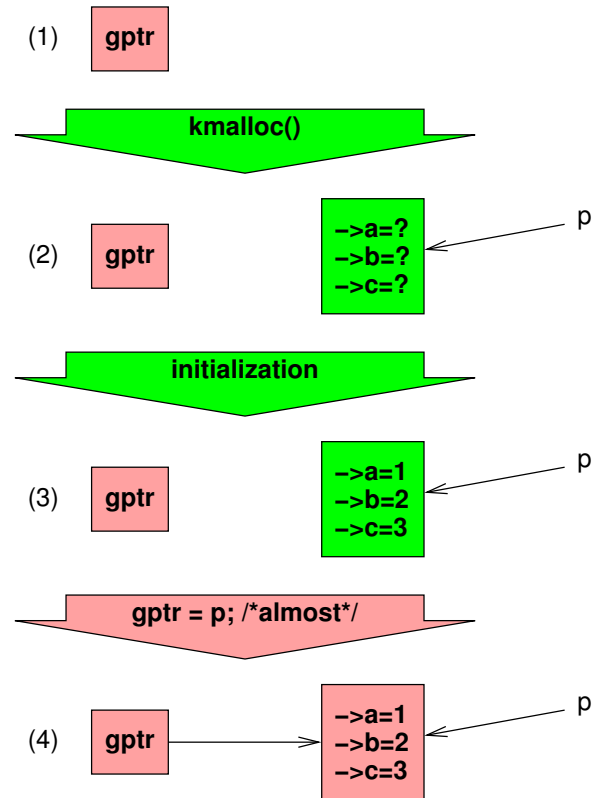 (1) gptr
kmalloc()
(2) gptr
p
−>a=?
−>b=?
−>c=?
initialization
(3) gptr
p
−>a=1
−>b=2
−>c=3
gptr = p; /*almost*/
(4) gptr
p
−>a=1
−>b=2
−>c=3